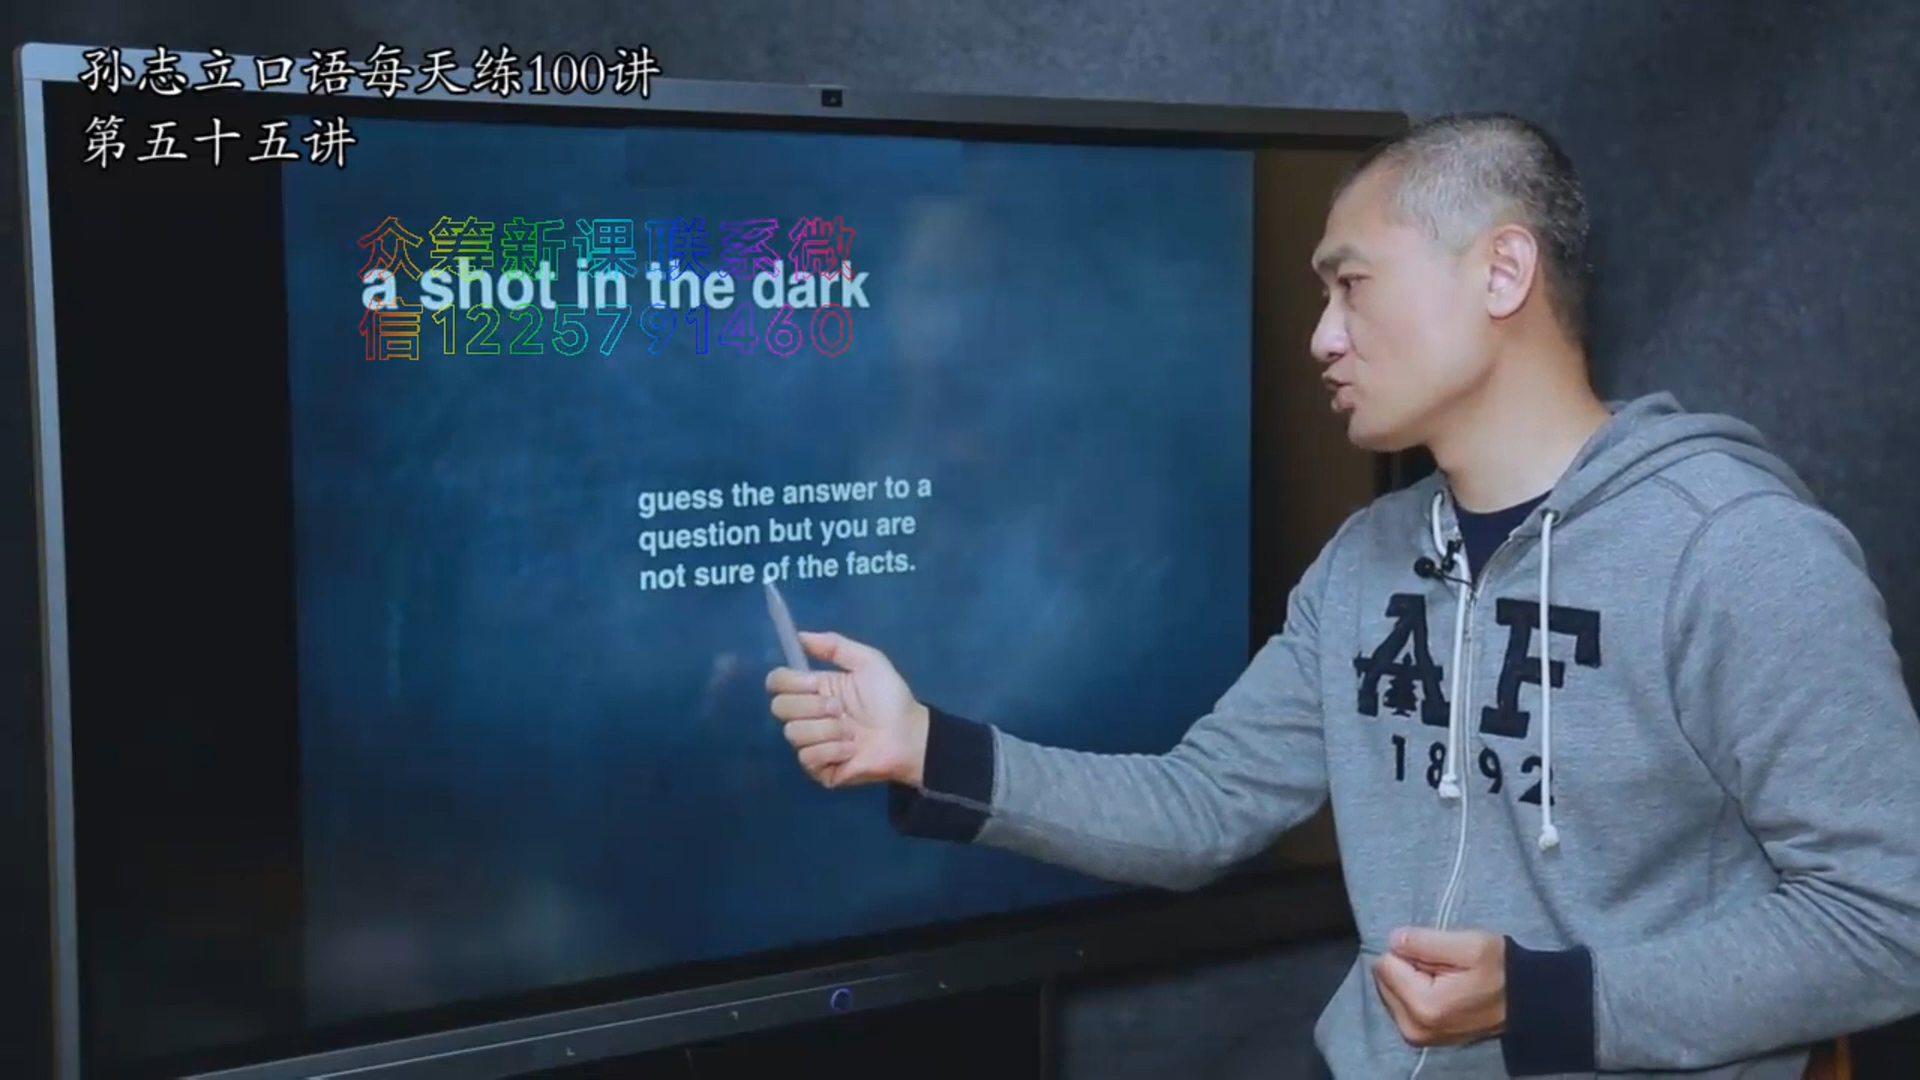 孙志立口语每天练100讲
第五十五讲
众筹新课联系微
a shot in the dark
信1225791460
guess the answer to a
question but you are
not sure of the facts.
AF
1892